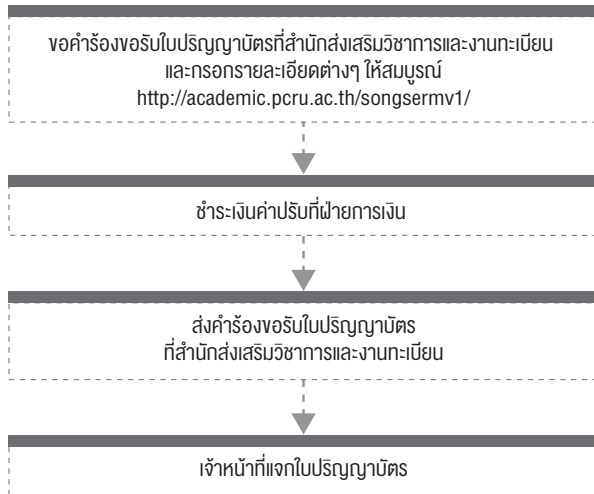 ขอคำร้องขอรับใบปริญญาบัตรที่สำนักส่งเสริมวิชาการและงานทะเบียน
และกรอกรายละเอียดต่างๆ ให้สมบูรณ์
http://academic.pcru.ac.th/songsermv1/
ชำระเงินค่าปรับที่ฝ่ายการเงิน
ส่งคำร้องขอรับใบปริญญาบัตร
ที่สำนักส่งเสริมวิชาการและงานทะเบียน
เจ้าหน้าที่แจกใบปริญญาบัตร